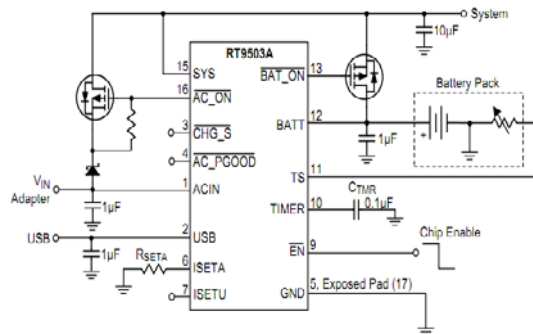 System
10µF
RT9503A
15
SYS
BAT_ON
13
16
AC_ON
Battery Pack
3
CHG_S
BATT
12
+
1µF
4
AC_PGOOD
TS
11
VIN
Adapter
1
ACIN
CTMR
TIMER
10
0.1µF
1µF
USB
2
USB
Chip Enable
1µF
RSETA
EN
9
6
ISETA
5, Exposed Pad (17)
GND
7
ISETU